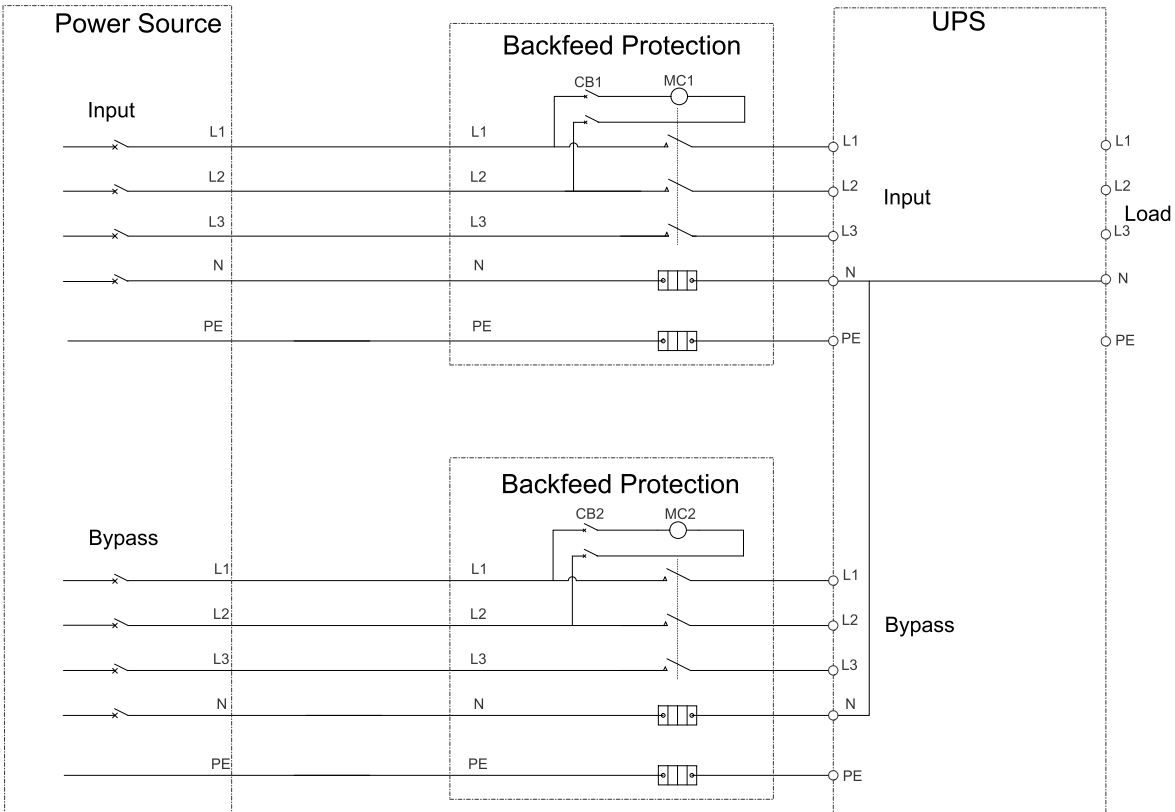 Power Source
Backfeed Protection
UPS
CB1
MC1
Input
L1
L1
L1
L1
L2
L2
L2
L2
Input
Load
L3
L3
L3
L3
N
N
N
N
PE
PE
PE
PE
Backfeed Protection
CB2
MC2
Bypass
L1
L1
L1
L2
L2
L2
Bypass
L3
L3
L3
N
N
N
PE
PE
PE